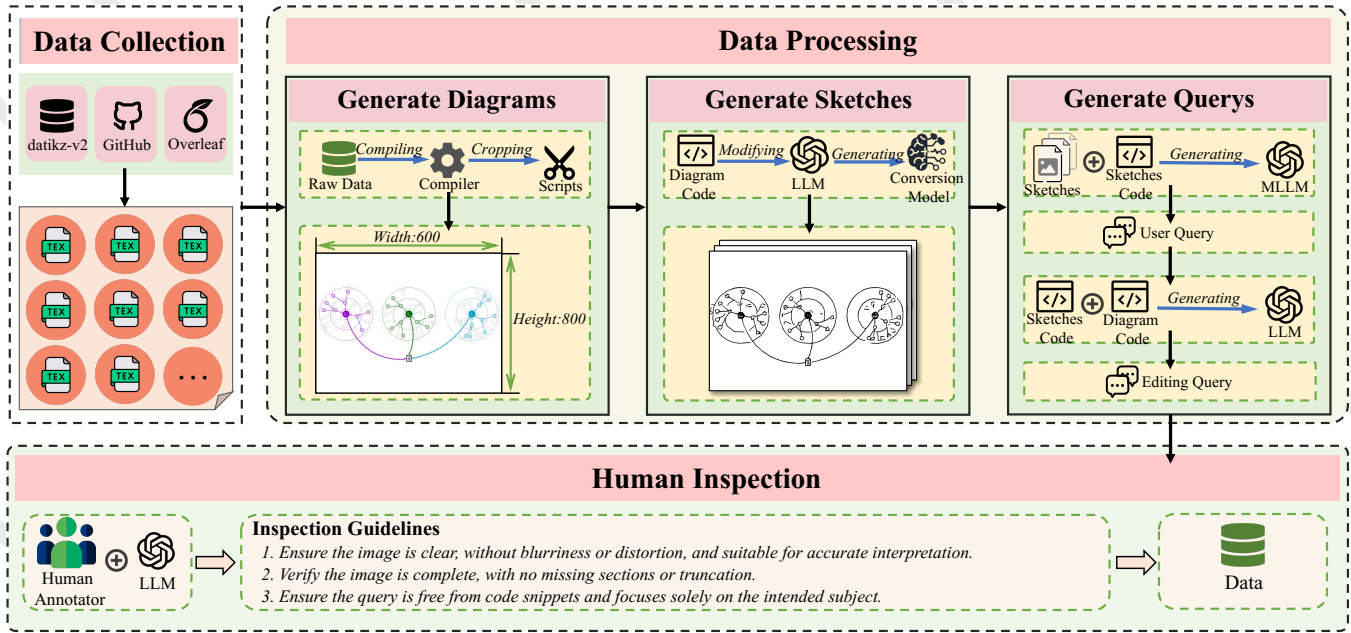 Data Collection
datikz-v2
GitHub
Overleaf
TEX
TEX
TEX
TEX
TEX
TEX
TEX
TEX
...
Data Processing
Generate Diagrams
Compiling
Cropping
Raw Data
Compiler
Scripts
Width:600
Height:800
Generate Sketches
Modifying
Generating
Diagram
Code
LLM
Conversion
Model
Generate Querys
Generating
Sketches
Sketches
Code
MLLM
User Query
Generating
Sketches
Code
Diagram
Code
LLM
Editing Query
Human Inspection
Human
Annotator
LLM
Inspection Guidelines
1. Ensure the image is clear, without blurriness or distortion, and suitable for accurate interpretation.
2. Verify the image is complete, with no missing sections or truncation.
3. Ensure the query is free from code snippets and focuses solely on the intended subject.
Data